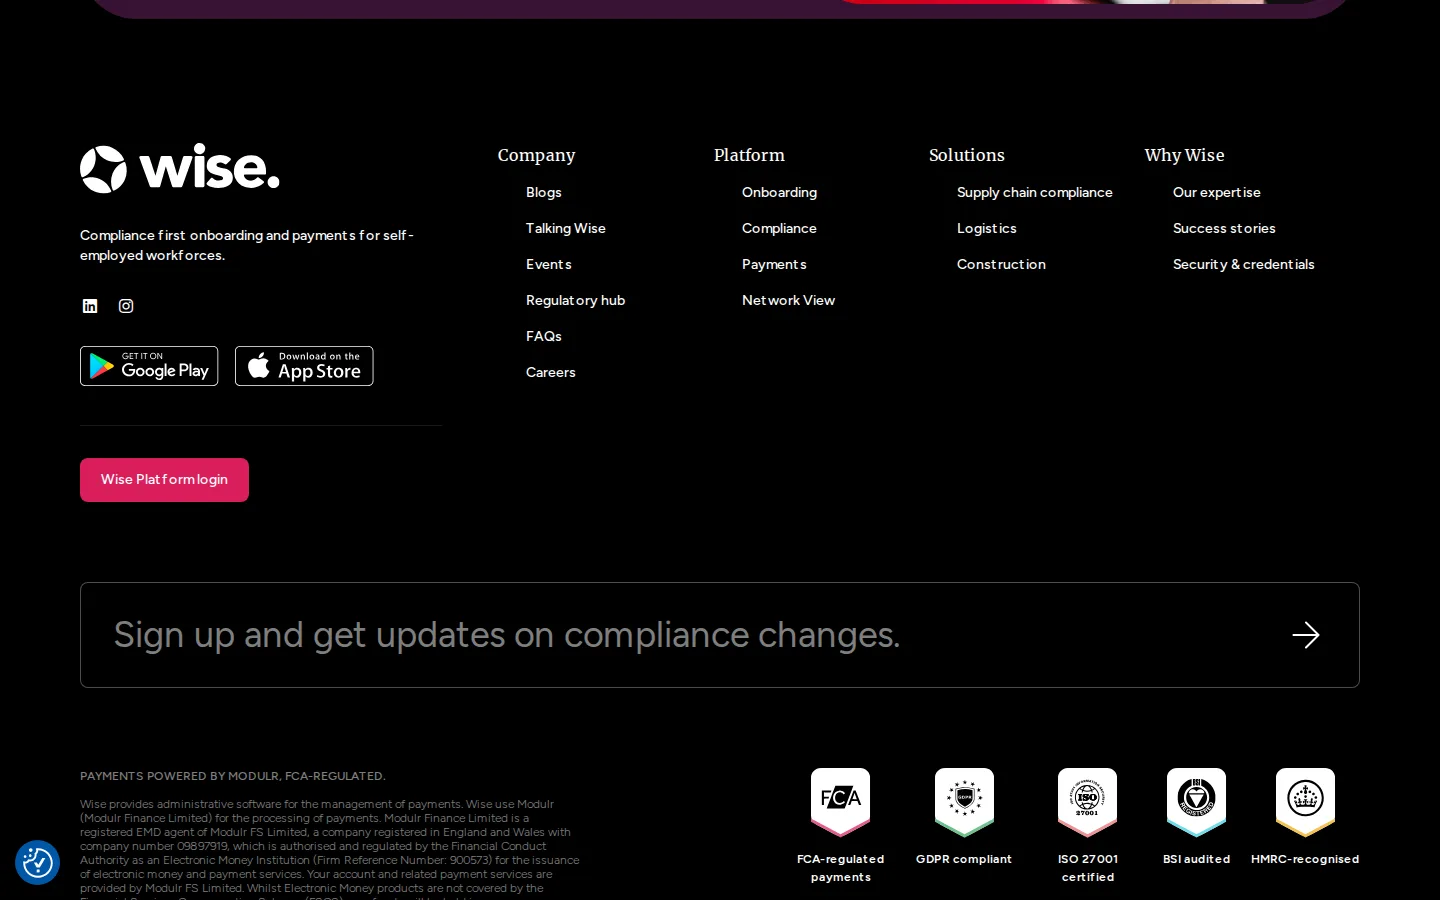 wise.
Compliance first onboarding and payments for self-
employed workforces.
GET IT ON
Google Play
Download on the
App Store
Wise Platform login
Company
Blogs
Talking Wise
Events
Regulatory hub
FAQs
Careers
Platform
Onboarding
Compliance
Payments
Network View
Solutions
Supply chain compliance
Logistics
Construction
Why Wise
Our expertise
Success stories
Security & credentials
Sign up and get updates on compliance changes.
PAYMENTS POWERED BY MODULR, FCA-REGULATED.
Wise provides administrative software for the management of payments. Wise use Modulr
(Modulr Finance Limited) for the processing of payments. Modulr Finance Limited is a
registered EMD agent of Modulr FS Limited, a company registered in England and Wales with
company number 09897919, which is authorised and regulated by the Financial Conduct
Authority as an Electronic Money Institution (Firm Reference Number: 900573) for the issuance
of electronic money and payment services. Your account and related payment services are
provided by Modulr FS Limited. Whilst Electronic Money products are not covered by the
FCA
FCA-regulated
payments
GDPR
GDPR compliant
ISO
27001
ISO 27001
certified
REGISTERED
BSI audited
HMRC-recognised